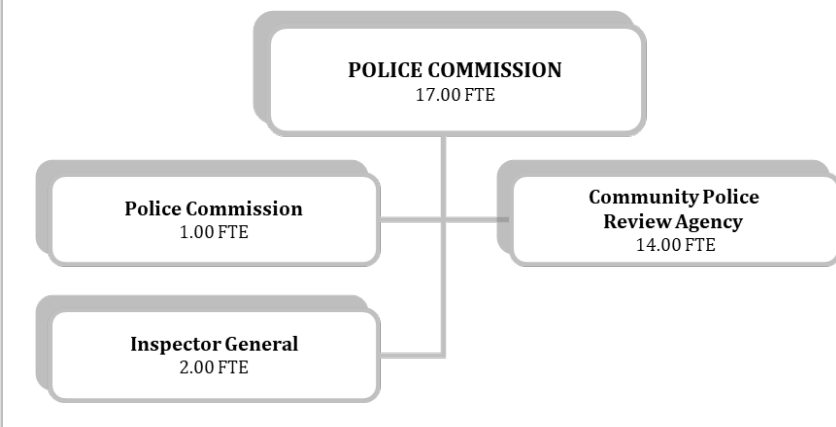 POLICE COMMISSION
17.00 FTE
Police Commission
1.00 FTE
Community Police
Review Agency
14.00 FTE
Inspector General
2.00 FTE